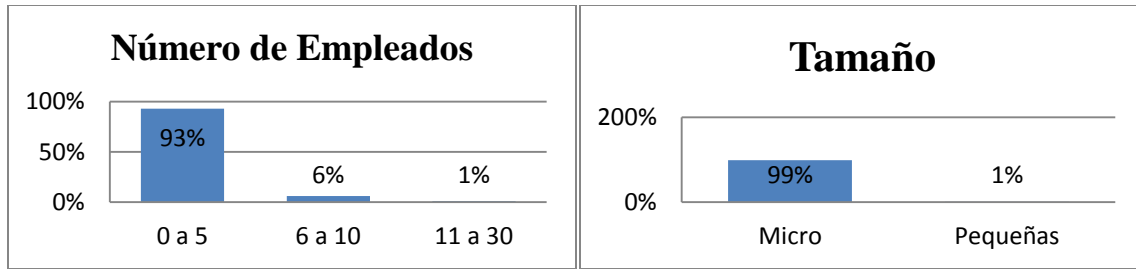 Número de Empleados
100%
50%
0%
93%
6%
1%
0 a 5
6 a 10
11 a 30
Tamaño
200%
0%
99%
1%
Micro
Pequeñas